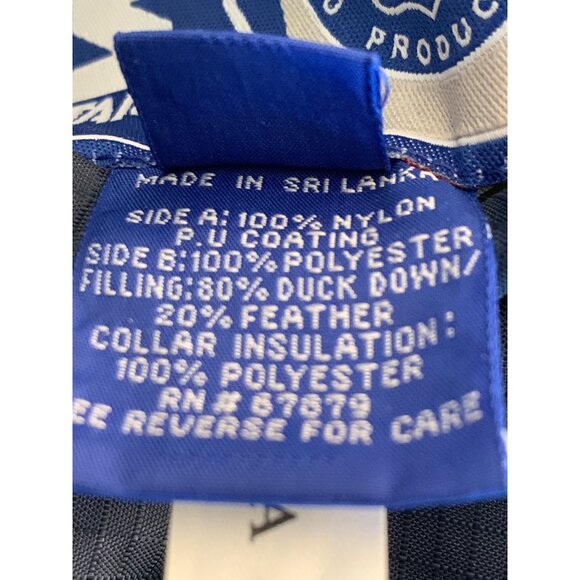 PRODUC
MADE IN SRI LANKA
SIDE A: 100% NYLON
P.U COATING
SIDE B: 100% POLYESTER
FILLING: 80% DUCK DOWN/
20% FEATHER
COLLAR INSULATION:
100% POLYESTER
RN# 67879
EE REVERSE FOR CARE
A